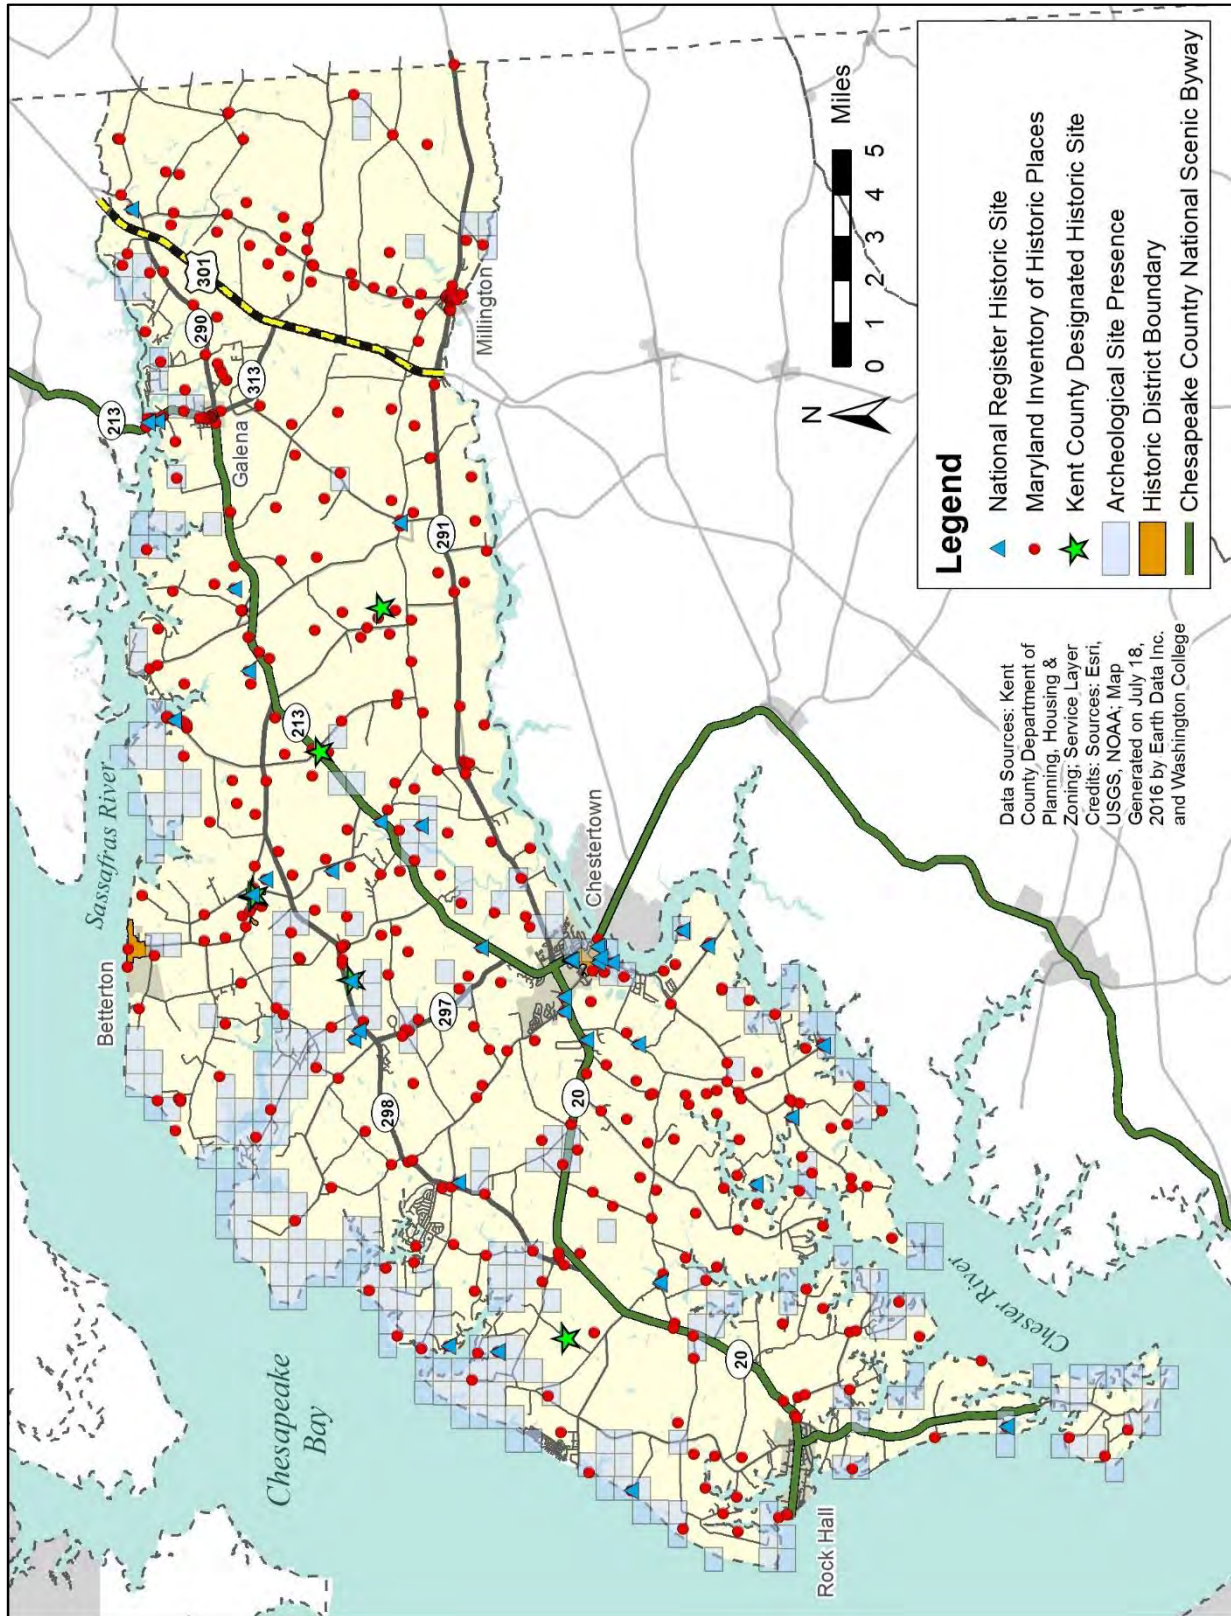 213
Sassafras River
Betterton
290
301
Galena
313
213
Millington
291
298
297
Chesapeake
Bay
20
Chestertown
20
Rock Hall
Chester River
N
0 1 2 3 4 5 Miles
Data Sources: Kent
County Department of
Planning, Housing &
Zoning; Service Layer
Credits: Sources: Esri,
USGS, NOAA; Map
Generated on July 18,
2016 by Earth Data Inc.
and Washington College
Legend
National Register Historic Site
Maryland Inventory of Historic Places
Kent County Designated Historic Site
Archeological Site Presence
Historic District Boundary
Chesapeake Country National Scenic Byway